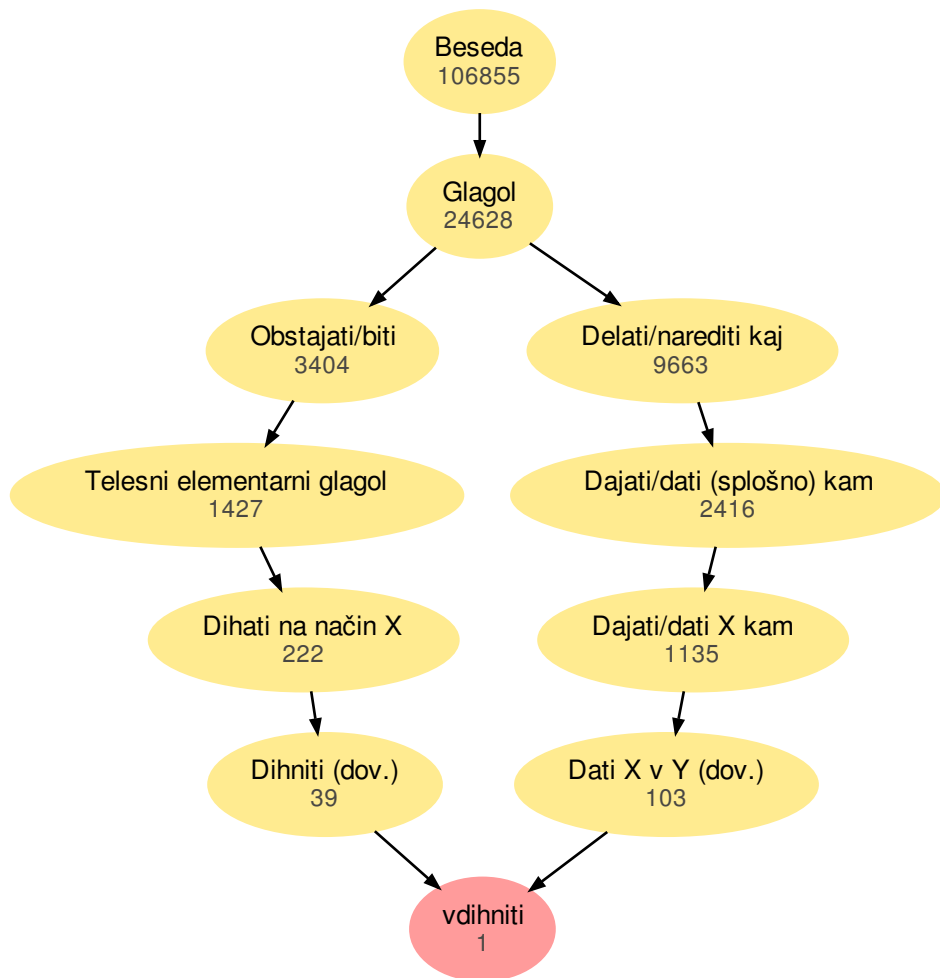 Beseda
106855
Glagol
24628
Obstajati/biti
3404
Delati/narediti kaj
9663
Telesni elementarni glagol
1427
Dajati/dati (splošno) kam
2416
Dihati na način X
222
Dajati/dati X kam
1135
Dihniti (dov.)
39
Dati X v Y (dov.)
103
vdihniti
1